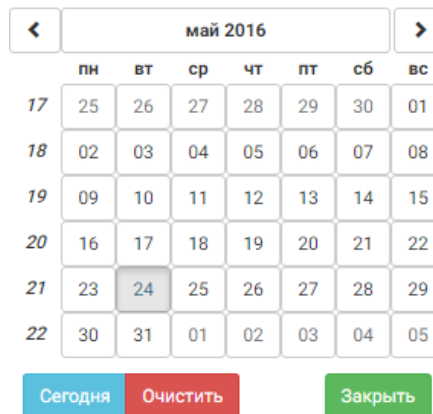 май 2016
пн вт ср чт пт сб вс
17 25 26 27 28 29 30 01
18 02 03 04 05 06 07 08
19 09 10 11 12 13 14 15
20 16 17 18 19 20 21 22
21 23 24 25 26 27 28 29
22 30 31 01 02 03 04 05
Сегодня Очистить Закрыть